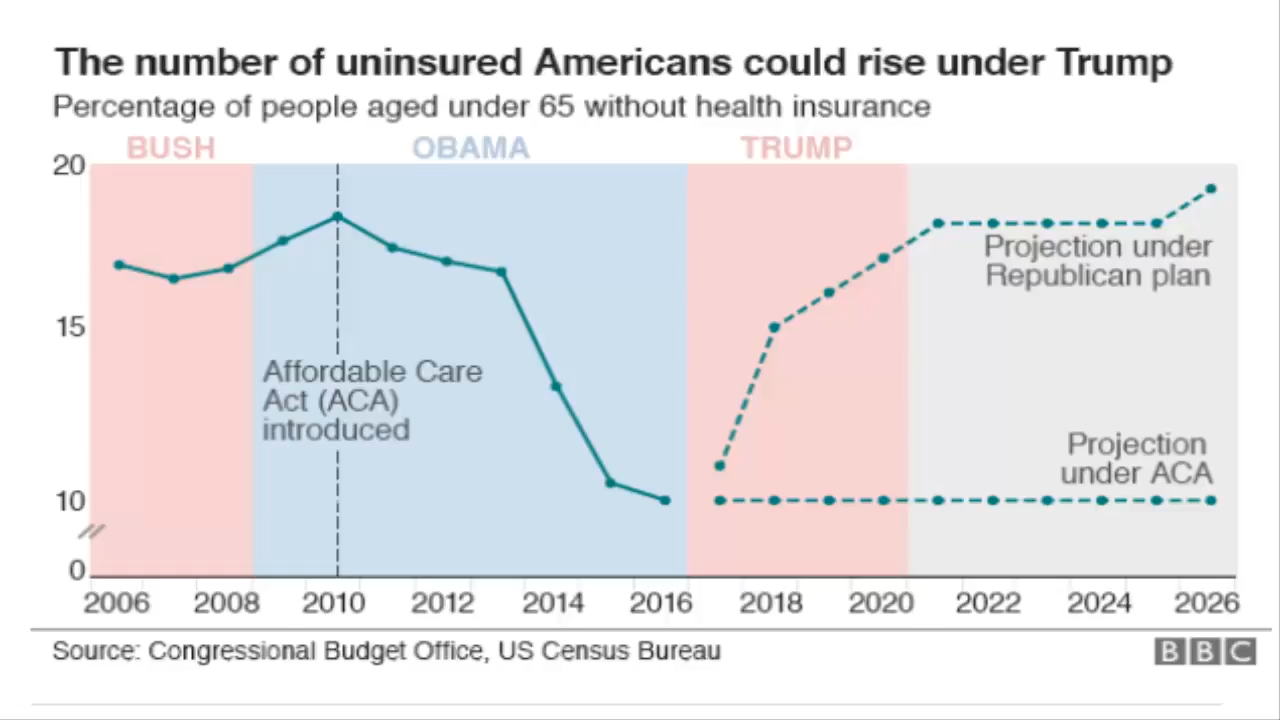 The number of uninsured Americans could rise under Trump
Percentage of people aged under 65 without health insurance
BUSH OBAMA TRUMP
20
15
10
0
Affordable Care
Act (ACA)
introduced
Projection under
Republican plan
Projection
under ACA
2006 2008 2010 2012 2014 2016 2018 2020 2022 2024 2026
Source: Congressional Budget Office, US Census Bureau
BBC